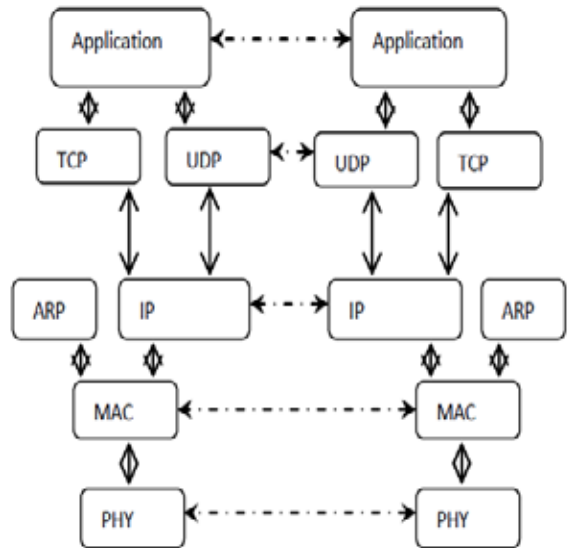 Application
Application
TCP
UDP
UDP
TCP
ARP
IP
IP
ARP
MAC
MAC
PHY
PHY